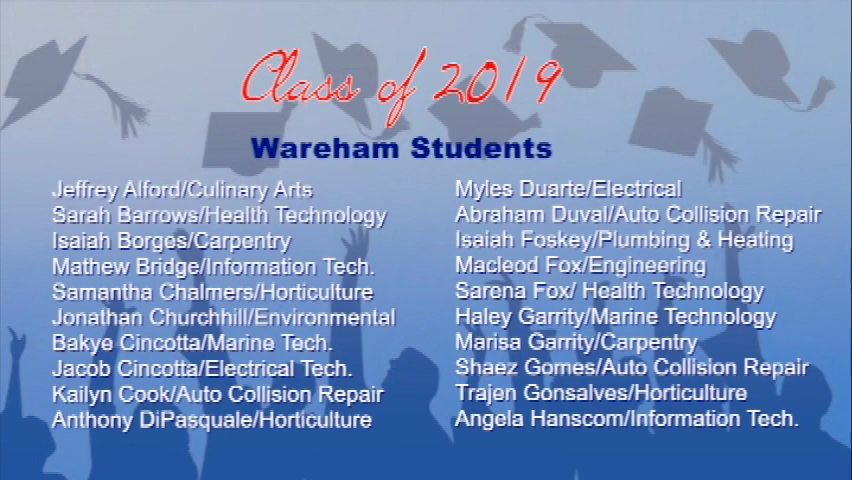 Class of 2019
Wareham Students
Jeffrey Alford/Culinary Arts
Sarah Barrows/Health Technology
Isaiah Borges/Carpentry
Mathew Bridge/Information Tech.
Samantha Chalmers/Horticulture
Jonathan Churchhill/Environmental
Bakye Cincotta/Marine Tech.
Jacob Cincotta/Electrical Tech.
Kailyn Cook/Auto Collision Repair
Anthony DiPasquale/Horticulture
Myles Duarte/Electrical
Abraham Duval/Auto Collision Repair
Isaiah Foskey/Plumbing & Heating
Macleod Fox/Engineering
Sarena Fox/ Health Technology
Haley Garrity/Marine Technology
Marisa Garrity/Carpentry
Shaez Gomes/Auto Collision Repair
Trajen Gonsalves/Horticulture
Angela Hanscom/Information Tech.